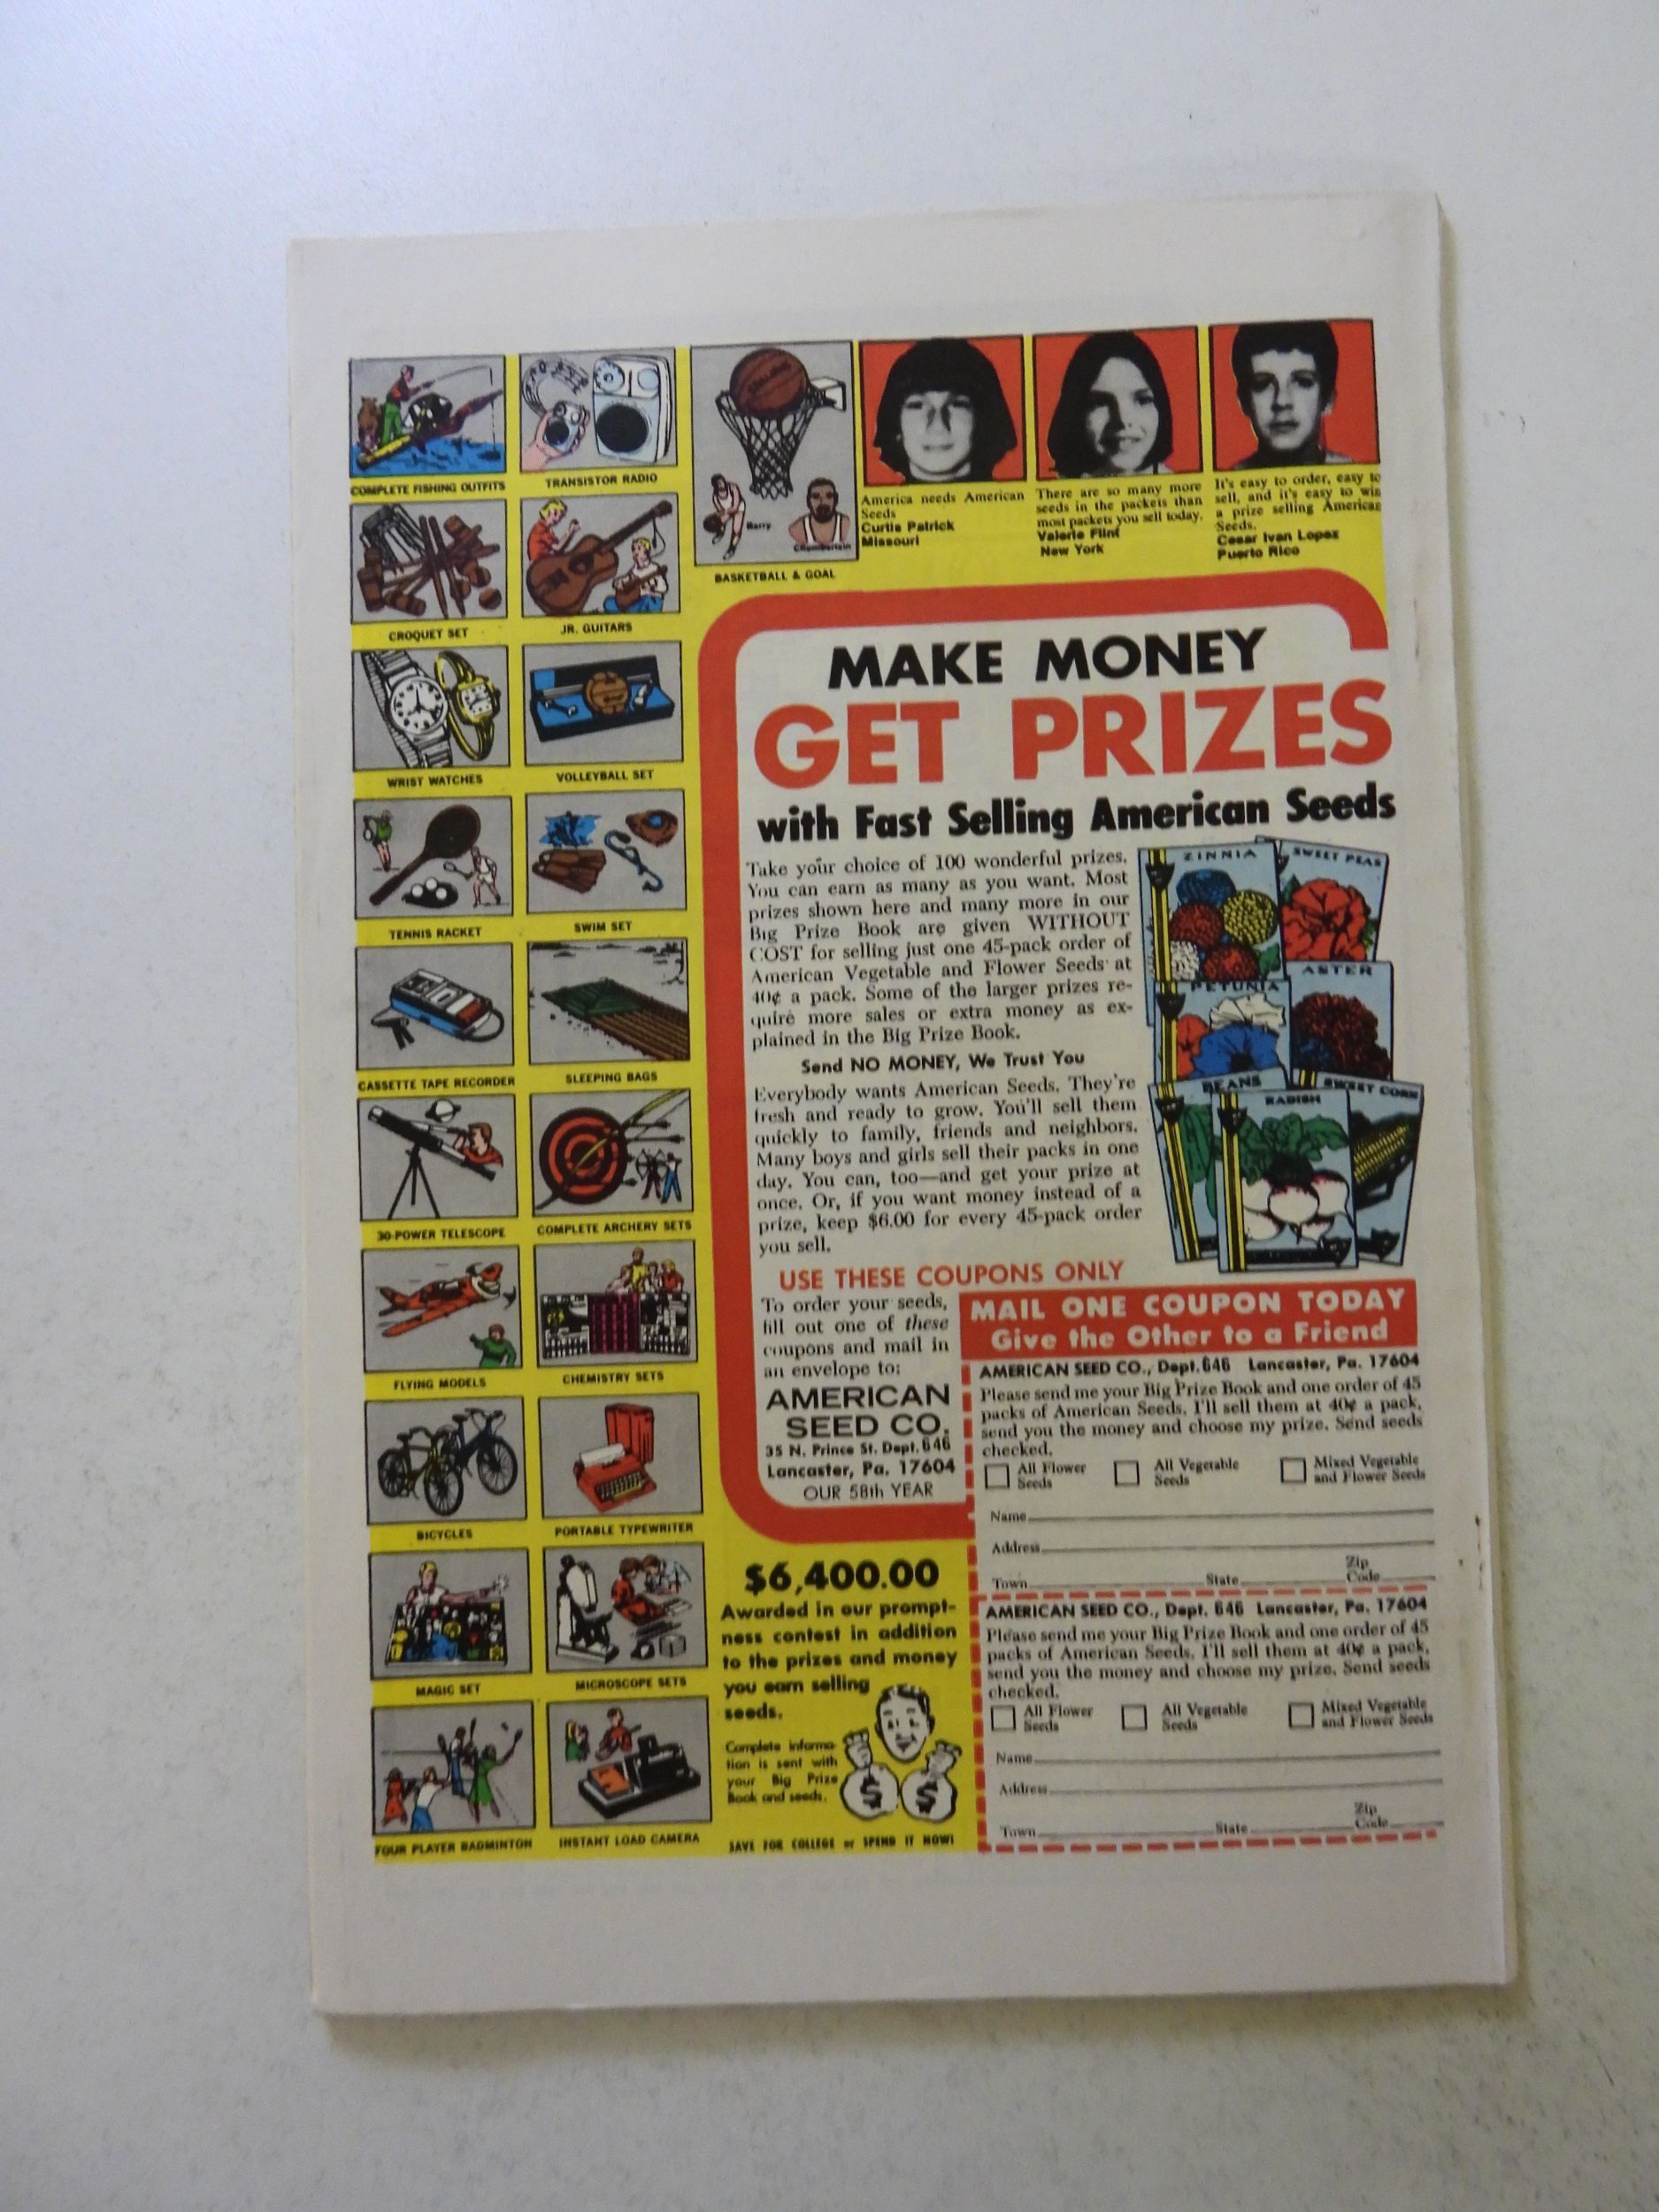 COMPLETE FISHING OUTFITS
TRANSISTOR RADIO
Barry
Chamberlain
BASKETBALL & GOAL
America needs American
Seeds
Curtis Patrick
Missouri
There are so many more
seeds in the packets than
most packets you sell today.
Valerie Flint
New York
It's easy to order, easy to
sell, and it's easy to win
a prize selling American
Seeds.
Cesar Ivan Lopez
Puerto Rico
CROQUET SET
JR. GUITARS
WRIST WATCHES
VOLLEYBALL SET
TENNIS RACKET
SWIM SET
CASSETTE TAPE RECORDER
SLEEPING BAGS
30-POWER TELESCOPE
COMPLETE ARCHERY SETS
FLYING MODELS
CHEMISTRY SETS
BICYCLES
PORTABLE TYPEWRITER
MAGIC SET
MICROSCOPE SETS
FOUR PLAYER BADMINTON
INSTANT LOAD CAMERA
MAKE MONEY
GET PRIZES
with Fast Selling American Seeds
Take your choice of 100 wonderful prizes.
You can earn as many as you want. Most
prizes shown here and many more in our
Big Prize Book are given WITHOUT
COST for selling just one 45-pack order of
American Vegetable and Flower Seeds at
40¢ a pack. Some of the larger prizes re-
quire more sales or extra money as ex-
plained in the Big Prize Book.
Send NO MONEY, We Trust You
Everybody wants American Seeds. They're
fresh and ready to grow. You'll sell them
quickly to family, friends and neighbors.
Many boys and girls sell their packs in one
day. You can, too—and get your prize at
once. Or, if you want money instead of a
prize, keep $6.00 for every 45-pack order
you sell.
ZINNIA
SWEET PEAS
PETUNIA
ASTER
BEANS
RADISH
SWEET CORN
USE THESE COUPONS ONLY
To order your seeds,
fill out one of these
coupons and mail in
an envelope to:
AMERICAN
SEED CO.
35 N. Prince St. Dept. 646
Lancaster, Pa. 17604
OUR 58th YEAR
$6,400.00
Awarded in our prompt-
ness contest in addition
to the prizes and money
you earn selling
seeds.
Complete informa-
tion is sent with
your Big Prize
Book and seeds.
$ $
SAVE FOR COLLEGE or SPEND IT NOW!
MAIL ONE COUPON TODAY
Give the Other to a Friend
AMERICAN SEED CO., Dept. 646 Lancaster, Pa. 17604
Please send me your Big Prize Book and one order of 45
packs of American Seeds. I'll sell them at 40¢ a pack,
send you the money and choose my prize. Send seeds
checked.
All Flower Seeds
All Vegetable Seeds
Mixed Vegetable and Flower Seeds
Name
Address
Town State Zip Code
AMERICAN SEED CO., Dept. 646 Lancaster, Pa. 17604
Please send me your Big Prize Book and one order of 45
packs of American Seeds. I'll sell them at 40¢ a pack,
send you the money and choose my prize. Send seeds
checked.
All Flower Seeds
All Vegetable Seeds
Mixed Vegetable and Flower Seeds
Name
Address
Town State Zip Code